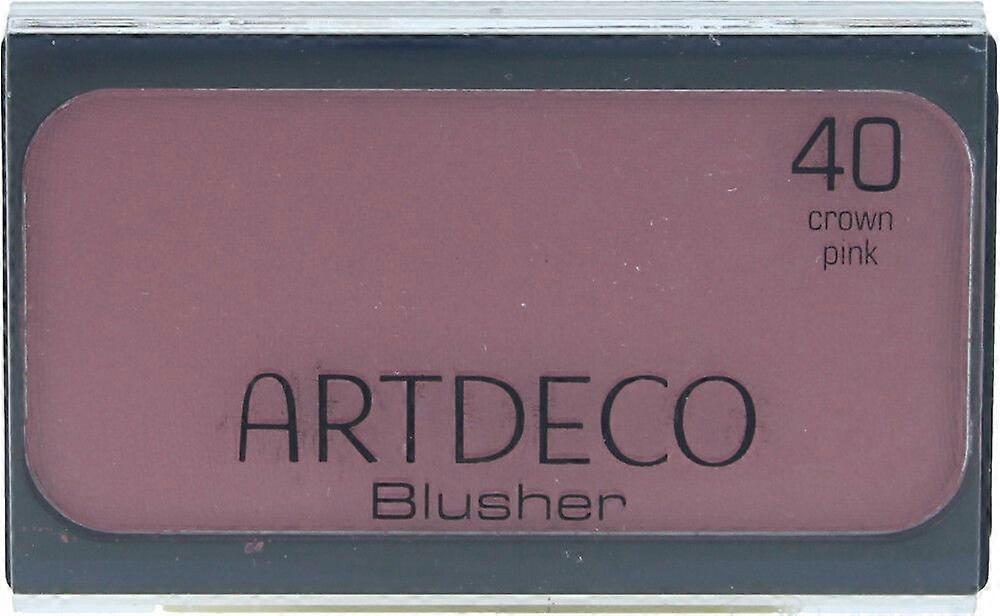 40
crown
pink
ARTDECO
Blusher